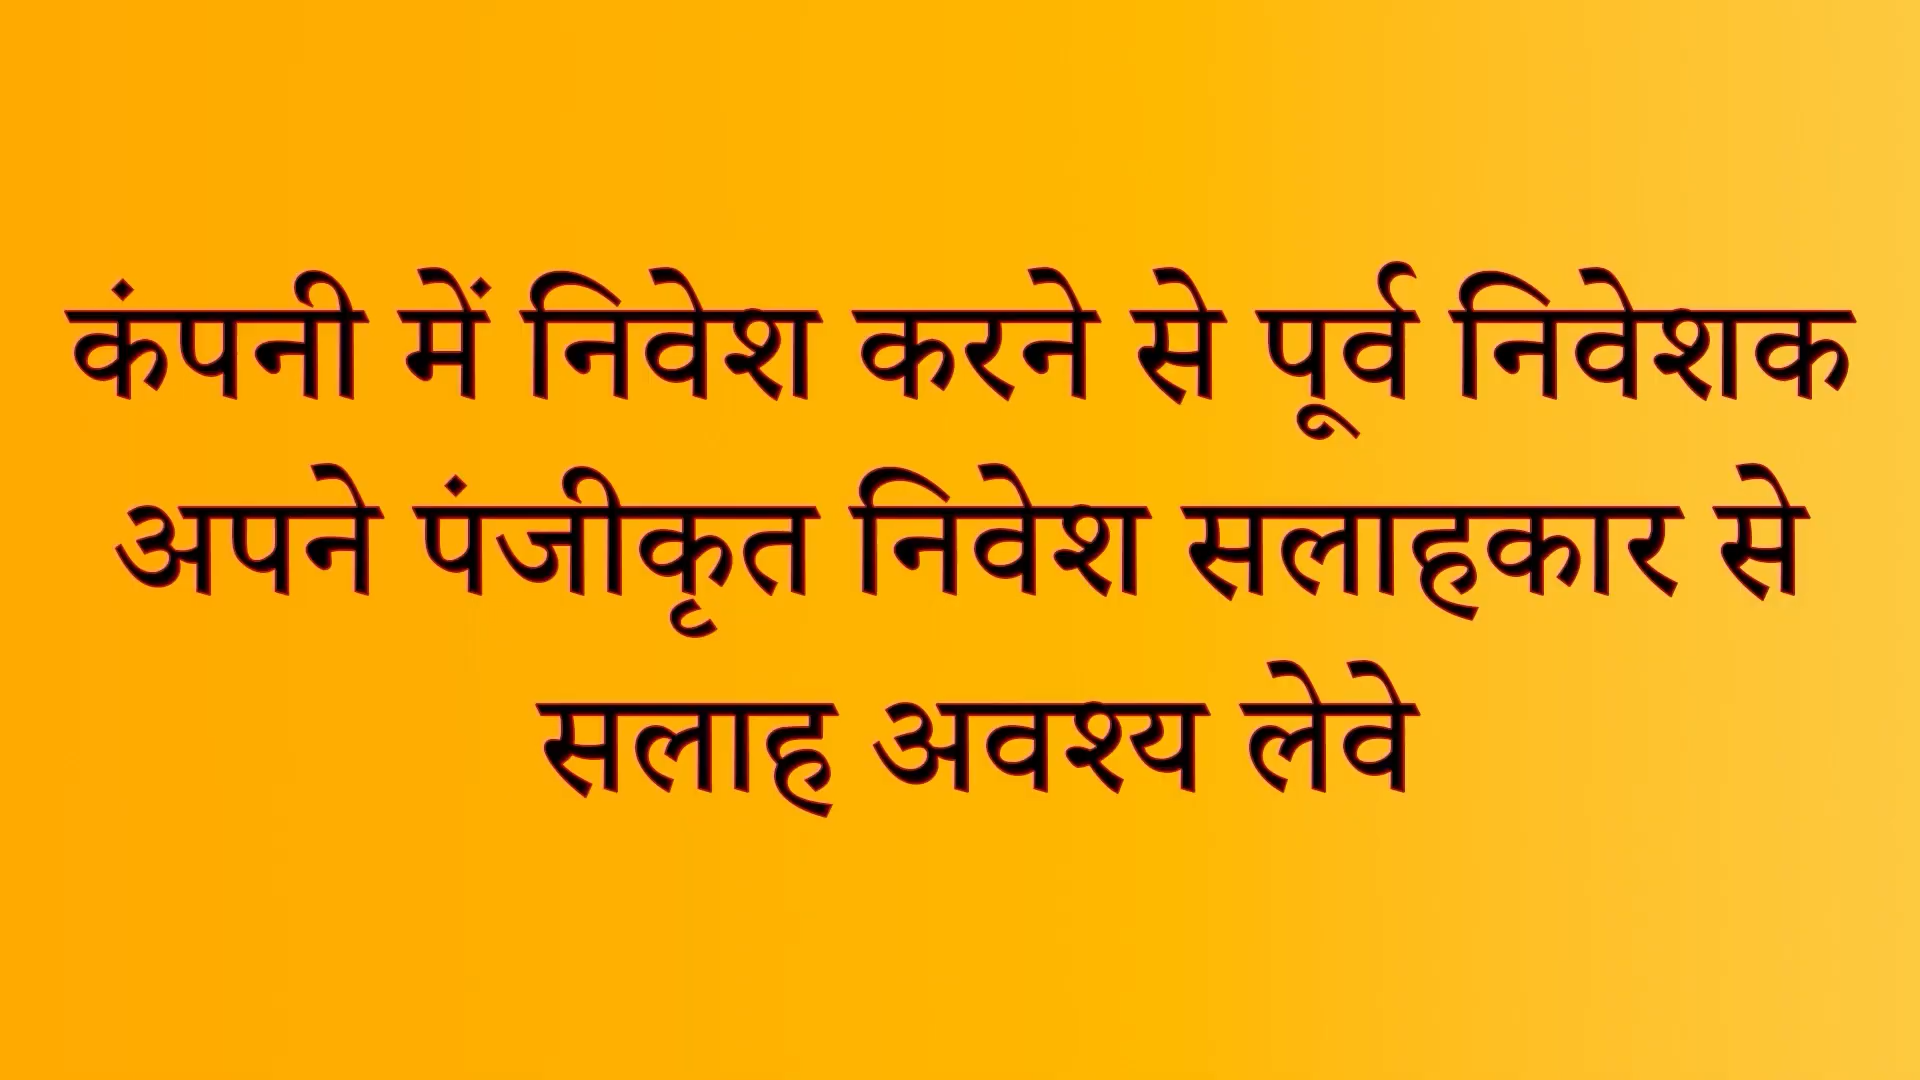 कंपनी में निवेश करने से पूर्व निवेशक
अपने पंजीकृत निवेश सलाहकार से
सलाह अवश्य लेवे